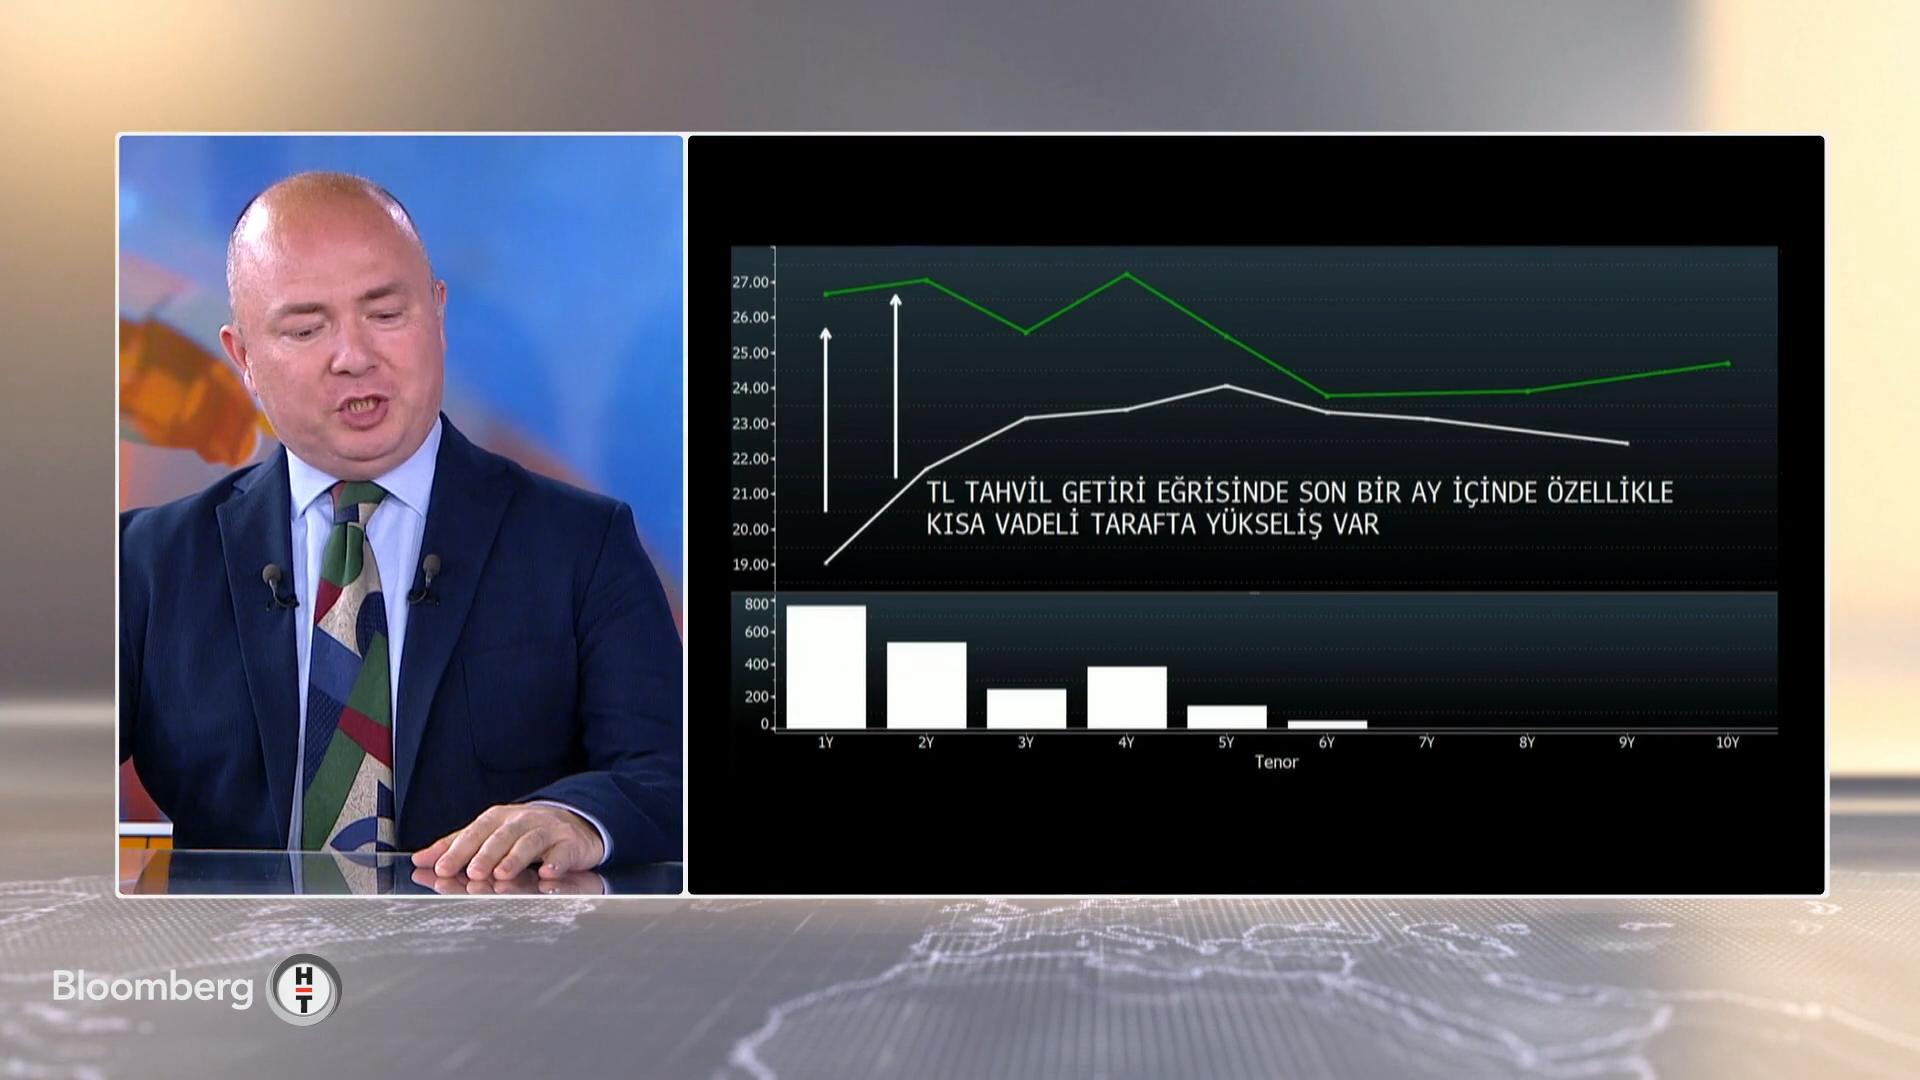 27.00
26.00
25.00
24.00
23.00
22.00
21.00
20.00
19.00
TL TAHVİL GETİRİ EĞRİSİNDE SON BİR AY İÇİNDE ÖZELLİKLE
KISA VADELİ TARAFTA YÜKSELİŞ VAR
800
600
400
200
0
1Y 2Y 3Y 4Y 5Y 6Y 7Y 8Y 9Y 10Y
Tenor
Bloomberg HT